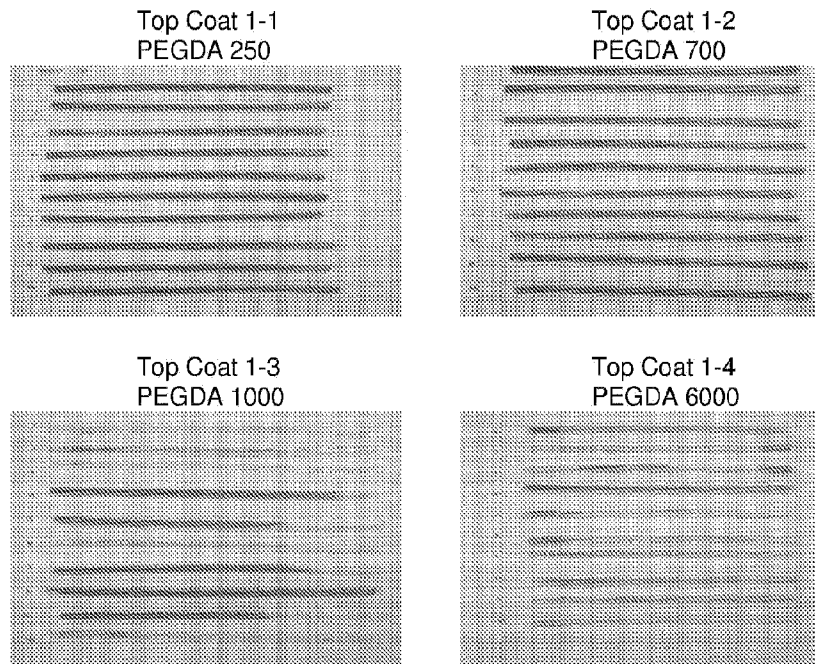 Top Coat 1-1
PEGDA 250
Top Coat 1-2
PEGDA 700
Top Coat 1-3
PEGDA 1000
Top Coat 1-4
PEGDA 6000